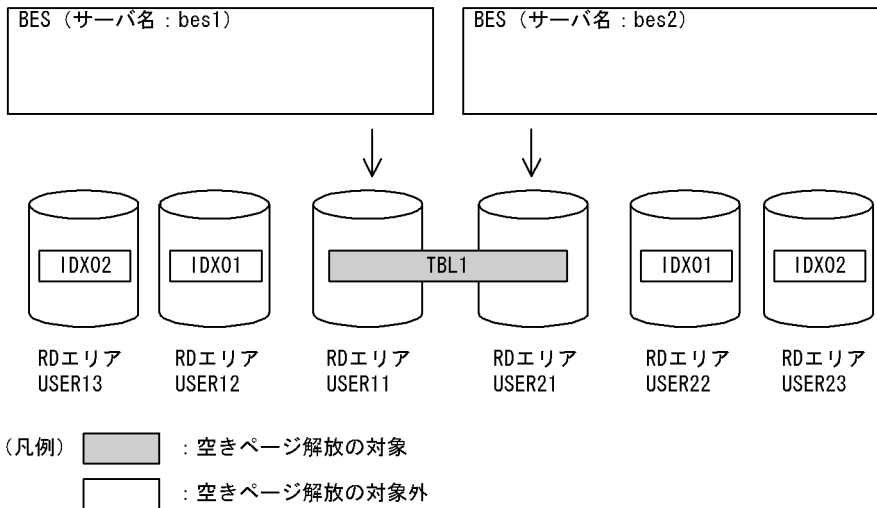 BES（サーバ名：bes1）
BES（サーバ名：bes2）
IDX02
IDX01
TBL1
IDX01
IDX02
RDエリア
USER13
RDエリア
USER12
RDエリア
USER11
RDエリア
USER21
RDエリア
USER22
RDエリア
USER23
（凡例）
：空きページ解放の対象
：空きページ解放の対象外